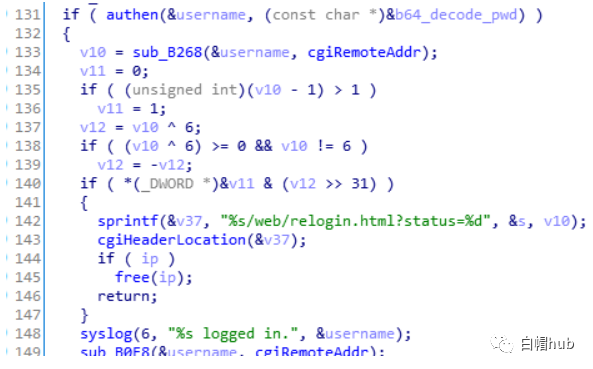 131 if ( authen(&username, (const char *)&b64_decode_pwd) )
132 {
133 v10 = sub_B268(&username, cgiRemoteAddr);
134 v11 = 0;
135 if ( (unsigned int)(v10 - 1) > 1 )
136 v11 = 1;
137 v12 = v10 ^ 6;
138 if ( (v10 ^ 6) >= 0 && v10 != 6 )
139 v12 = -v12;
140 if ( *(_DWORD *)&v11 & (v12 >> 31) )
141 {
142 sprintf(&v37, "%s/web/relogin.html?status=%d", &s, v10);
143 cgiHeaderLocation(&v37);
144 if ( ip )
145 free(ip);
146 return;
147 }
148 syslog(6, "%s logged in.", &username);
149 sub_B0E8(&username, cgiRemoteAddr);
白帽hub